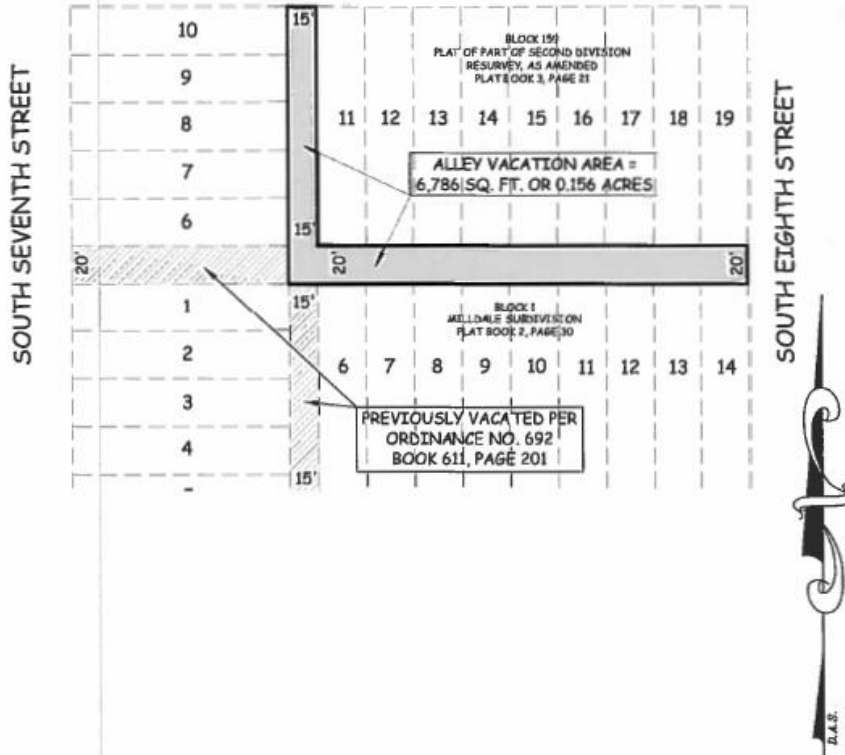 SOUTH SEVENTH STREET
10
9
8
7
6
20'
1
2
3
4
15'
15'
BLOCK 159
PLAT OF PART OF SECOND DIVISION
RESURVEY, AS AMENDED
PLAT BOOK 3, PAGE 21
11 12 13 14 15 16 17 18 19
ALLEY VACATION AREA =
6,786 SQ. FT. OR 0.156 ACRES
20' 20'
15'
BLOCK 1
MILLDALE SUBDIVISION
PLAT BOOK 2, PAGE 30
6 7 8 9 10 11 12 13 14
PREVIOUSLY VACATED PER
ORDINANCE NO. 692
BOOK 611, PAGE 201
15'
SOUTH EIGHTH STREET
D.A.S.